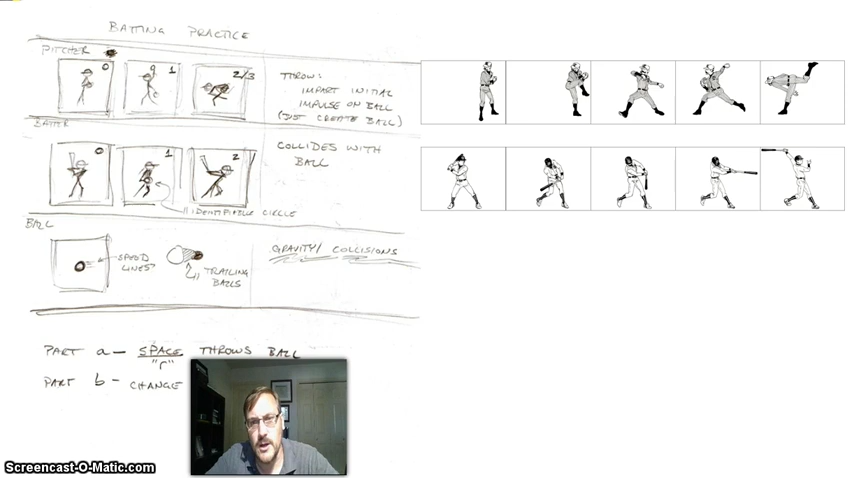 BATTING PRACTICE
PITCHER
0
1
2/3
THROW:
IMPART INITIAL
IMPULSE ON BALL
(JUST CREATE BALL)
BATTER
0
1
2
COLLIDES WITH
BALL
IDENTIFIABLE CIRCLE
BALL
SPEED
LINES?
TRAILING
BALLS
GRAVITY/ COLLISIONS
PART a — SPACE THROWS BALL
"r"
PART b - CHANGE
Screencast-O-Matic.com